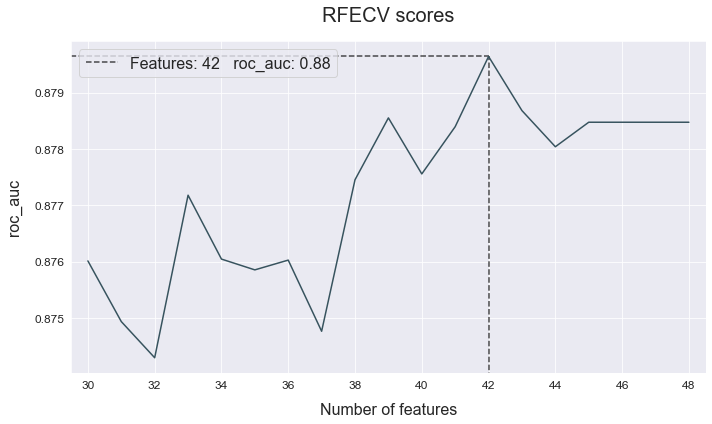 RFECV scores
Features: 42 roc_auc: 0.88
roc_auc
0.879
0.878
0.877
0.876
0.875
30 32 34 36 38 40 42 44 46 48
Number of features